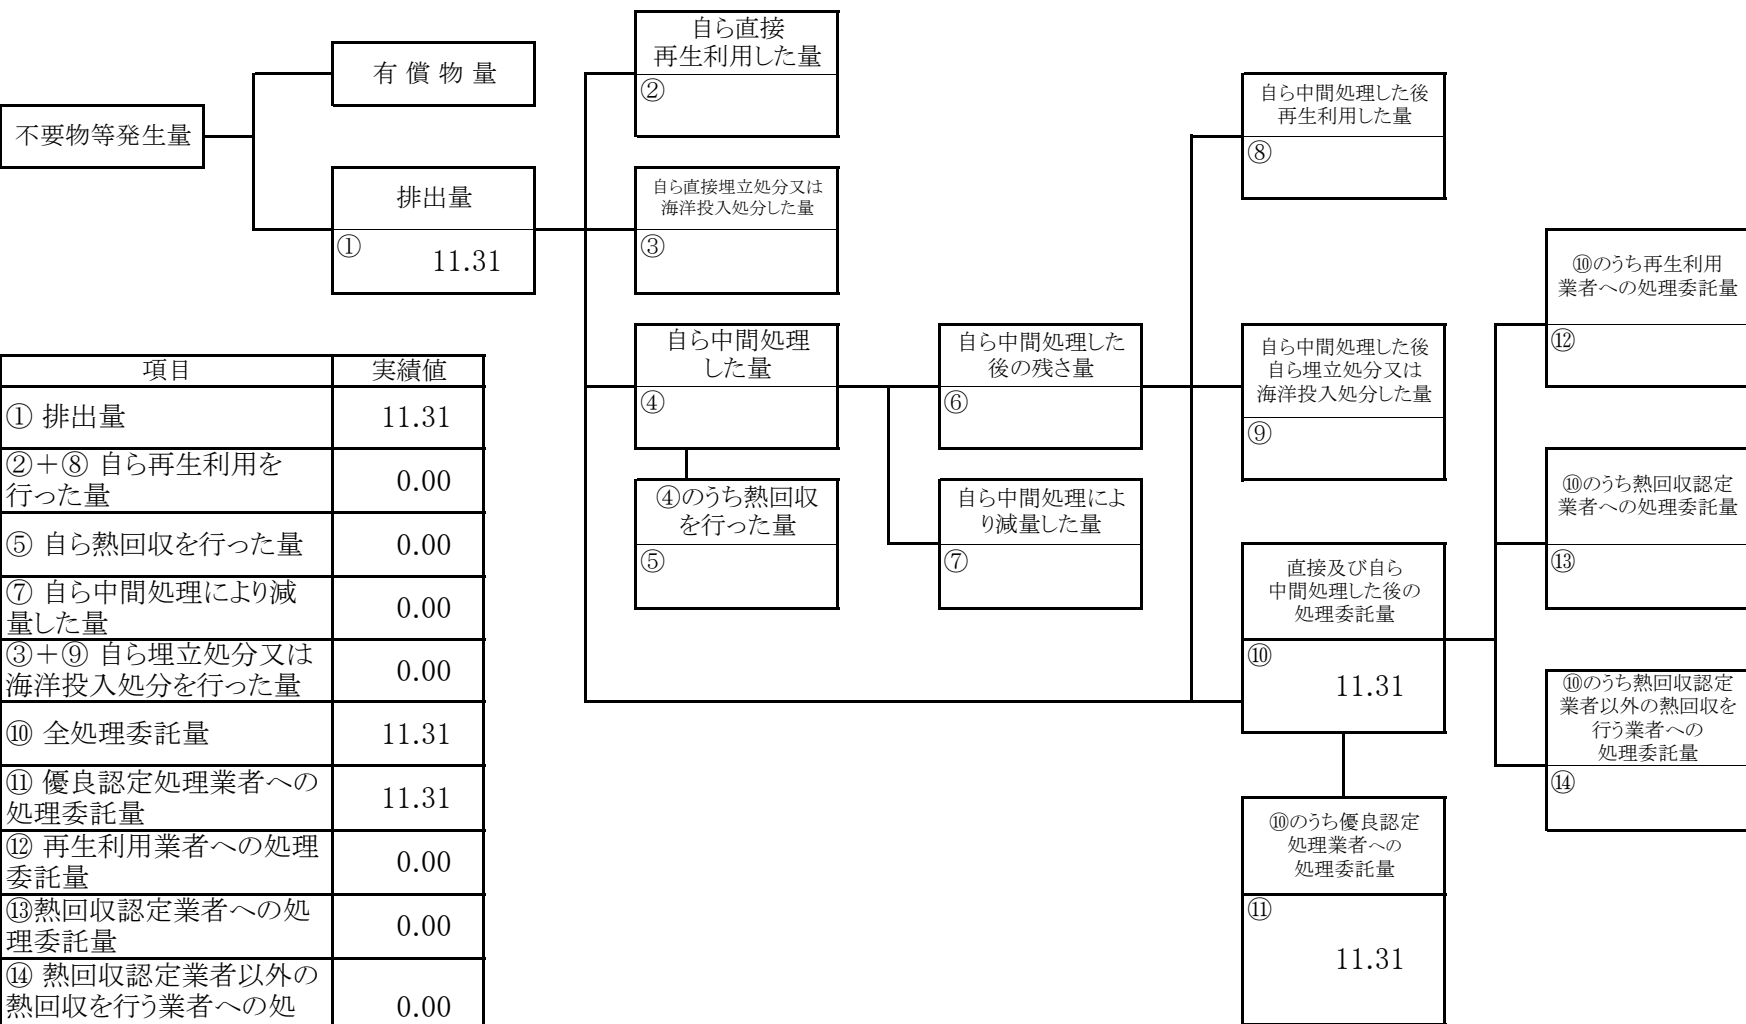 不要物等発生量
有 償 物 量
排出量
①
11.31
自ら直接
再生利用した量
②
自ら直接埋立処分又は
海洋投入処分した量
③
自ら中間処理
した量
④
④のうち熱回収
を行った量
⑤
自ら中間処理した
後の残さ量
⑥
自ら中間処理によ
り減量した量
⑦
自ら中間処理した後
再生利用した量
⑧
自ら中間処理した後
自ら埋立処分又は
海洋投入処分した量
⑨
直接及び自ら
中間処理した後の
処理委託量
⑩
11.31
⑩のうち優良認定
処理業者への
処理委託量
⑪
11.31
⑩のうち再生利用
業者への処理委託量
⑫
⑩のうち熱回収認定
業者への処理委託量
⑬
⑩のうち熱回収認定
業者以外の熱回収を
行う業者への
処理委託量
⑭
項目 実績値
① 排出量 11.31
②＋⑧ 自ら再生利用を
行った量 0.00
⑤ 自ら熱回収を行った量 0.00
⑦ 自ら中間処理により減
量した量 0.00
③＋⑨ 自ら埋立処分又は
海洋投入処分を行った量 0.00
⑩ 全処理委託量 11.31
⑪ 優良認定処理業者への
処理委託量 11.31
⑫ 再生利用業者への処理
委託量 0.00
⑬熱回収認定業者への処
理委託量 0.00
⑭ 熱回収認定業者以外の
熱回収を行う業者への処 0.00